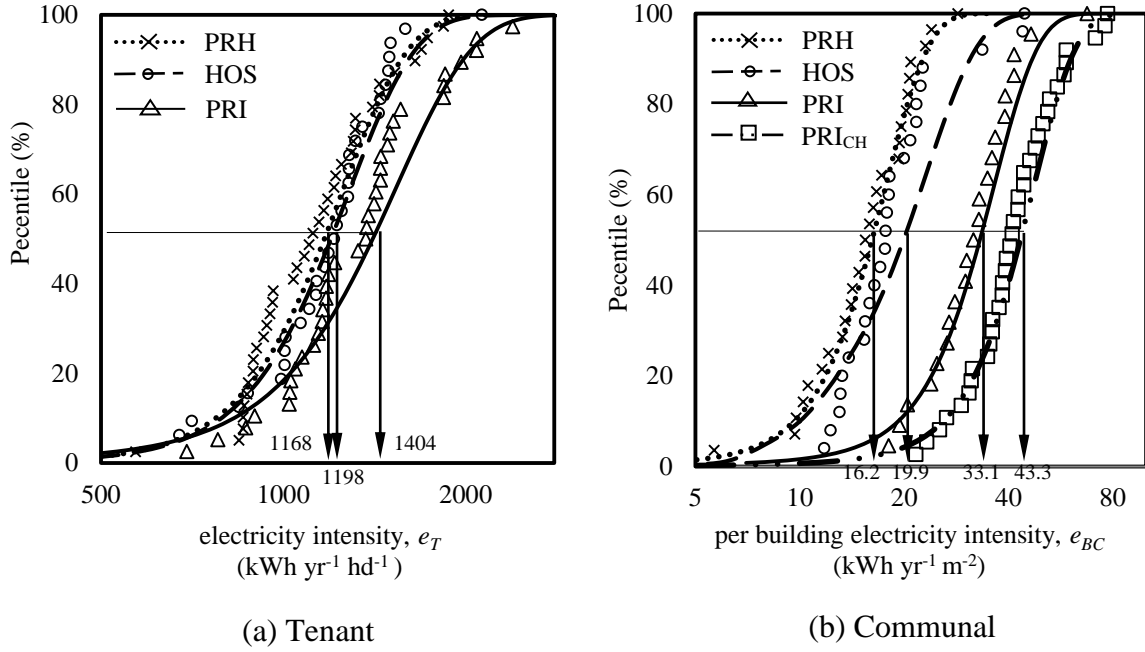 100
80
60
40
20
0
Pecentile (%)
PRH
HOS
PRI
1168
1198
1404
500
1000
2000
electricity intensity, e_T
(kWh yr⁻¹ hd⁻¹ )
(a) Tenant
100
80
60
40
20
0
Pecentile (%)
PRH
HOS
PRI
PRI_CH
16.2
19.9
33.1
43.3
5
10
20
40
80
per building electricity intensity, e_BC
(kWh yr⁻¹ m⁻²)
(b) Communal